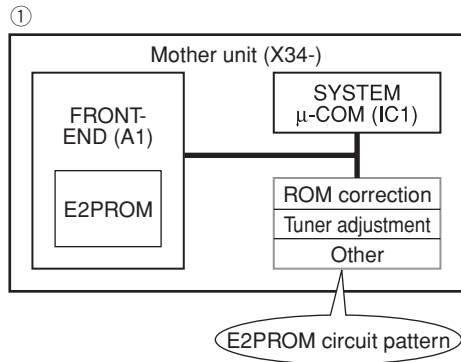 ①
Mother unit (X34-)
FRONT-
END (A1)
E2PROM
SYSTEM
μ-COM (IC1)
ROM correction
Tuner adjustment
Other
E2PROM circuit pattern